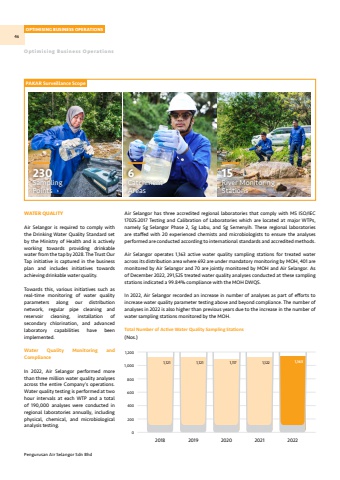 OPTIMISING BUSINESS OPERATIONS
Optimising Business Operations
PAKAR Surveillance Scope
230
Sampling
Points
6
Areas
15
River Monitoring
Stations
WATER QUALITY
Air Selangor is required to comply with
the Drinking Water Quality Standard set
by the Ministry of Health and is actively
working towards providing drinkable
water from the tap by 2028. The Trust Our
Tap initiative is captured in the business
plan and includes initiatives towards
achieving drinkable water quality.
Towards this, various initiatives such as
real-time monitoring of water quality
parameters along our distribution
network, regular pipe cleaning and
reservoir cleaning, installation of
secondary chlorination, and advanced
laboratory capabilities have been
implemented.
Water Quality Monitoring and
Compliance
In 2022, Air Selangor performed more
than three million water quality analyses
across the entire Company's operations.
Water quality testing is performed at two
hour intervals at each WTP and a total
of 190,000 analyses were conducted in
regional laboratories annually, including
physical, chemical, and microbiological
analysis testing.
Air Selangor has three accredited regional laboratories that comply with MS ISO/IEC
17025:2017 Testing and Calibration of Laboratories which are located at major WTPs,
namely Sg Selangor Phase 2, Sg Labu, and Sg Semenyih. These regional laboratories
are staffed with 20 experienced chemists and microbiologists to ensure the analyses
performed are conducted according to international standards and accredited methods.
Air Selangor operates 1,163 active water quality sampling stations for treated water
across its distribution area where 692 are under mandatory monitoring by MOH, 401 are
monitored by Air Selangor and 70 are jointly monitored by MOH and Air Selangor. As
of December 2022, 291,525 treated water quality analyses conducted at these sampling
stations indicated a 99.84% compliance with the MOH DWQS.
In 2022, Air Selangor recorded an increase in number of analyses as part of efforts to
increase water quality parameter testing above and beyond compliance. The number of
analyses in 2022 is also higher than previous years due to the increase in the number of
water sampling stations monitored by the MOH.
Total Number of Active Water Quality Sampling Stations
(Nos.)
1,200
1,000
800
600
400
200
0
2018
2019
2020
2021
2022
Pengurusan Air Selangor Sdn Bhd